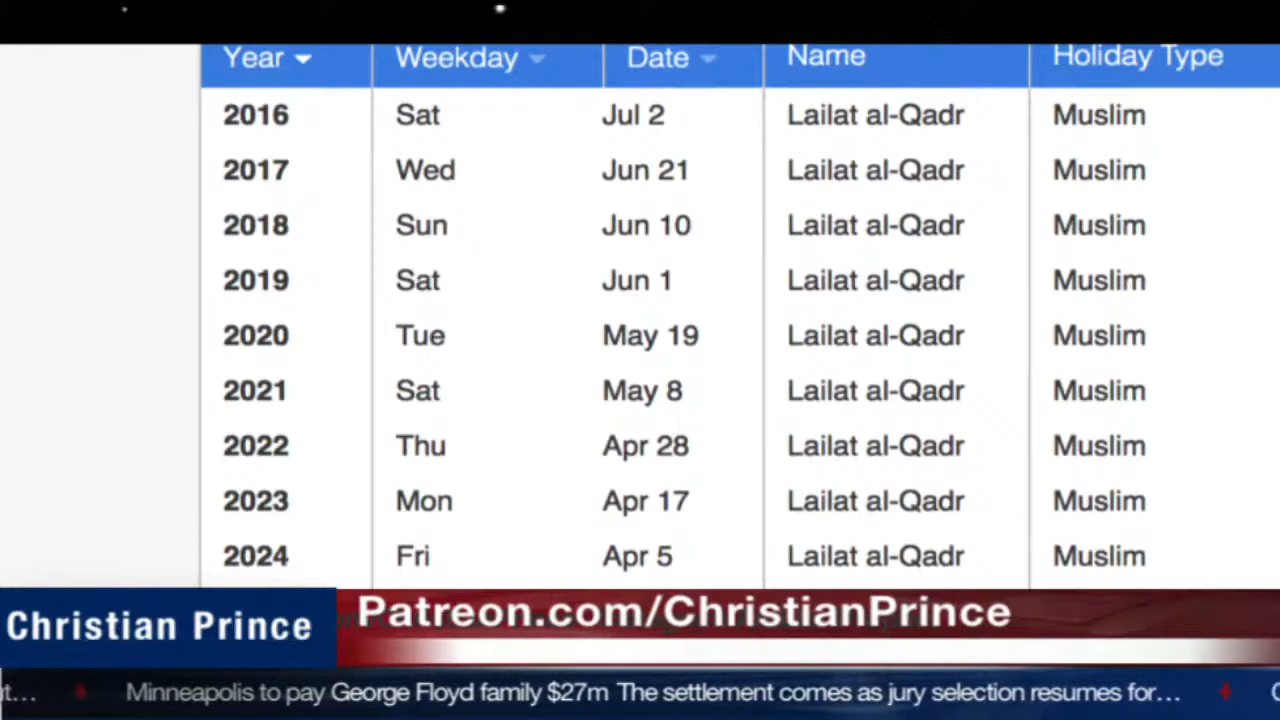 Year Weekday Date Name Holiday Type
2016 Sat Jul 2 Lailat al-Qadr Muslim
2017 Wed Jun 21 Lailat al-Qadr Muslim
2018 Sun Jun 10 Lailat al-Qadr Muslim
2019 Sat Jun 1 Lailat al-Qadr Muslim
2020 Tue May 19 Lailat al-Qadr Muslim
2021 Sat May 8 Lailat al-Qadr Muslim
2022 Thu Apr 28 Lailat al-Qadr Muslim
2023 Mon Apr 17 Lailat al-Qadr Muslim
2024 Fri Apr 5 Lailat al-Qadr Muslim
Christian Prince Patreon.com/ChristianPrince
Minneapolis to pay George Floyd family $27m The settlement comes as jury selection resumes for…